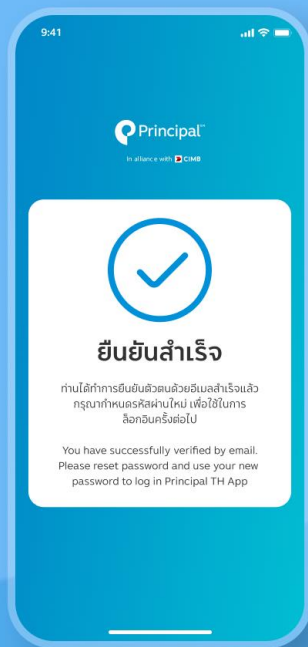 9:41
Principal™
In alliance with CIMB
ยืนยันสำเร็จ
ท่านได้ทำการยืนยันตัวตนด้วยอีเมลสำเร็จแล้ว
กรุณากำหนดรหัสผ่านใหม่ เพื่อใช้ในการ
ล็อกอินครั้งต่อไป
You have successfully verified by email.
Please reset password and use your new
password to log in Principal TH App